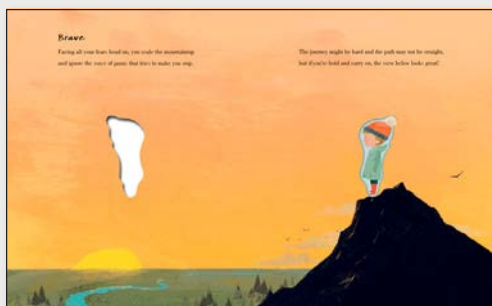 Brave
Facing all your fears head on, you scale the mountaintop
and ignore the voice of panic that tries to make you stop.
The journey might be hard and the path may not be straight,
but if you're bold and carry on, the view below looks great!